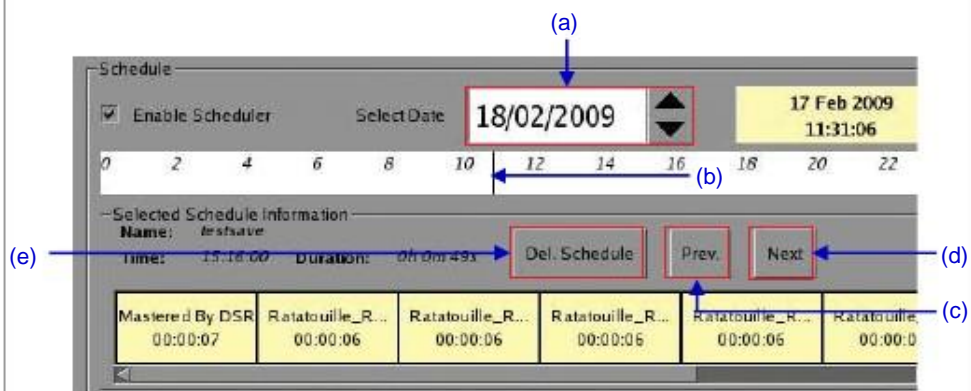 (a)
Schedule
Enable Scheduler
Select Date
18/02/2009
17 Feb 2009
11:31:06
0 2 4 6 8 10 12 14 16 18 20 22
(b)
Selected Schedule Information
Name: testsave
Time: 15:16:00 Duration: 0h 0m 49s
Del. Schedule
Prev.
Next
(e)
(d)
(c)
Mastered By DSR
00:00:07
Ratatouille_R...
00:00:06
Ratatouille_R...
00:00:06
Ratatouille_R...
00:00:06
Ratatouille_R...
00:00:06
Ratatouille_
00:00:0